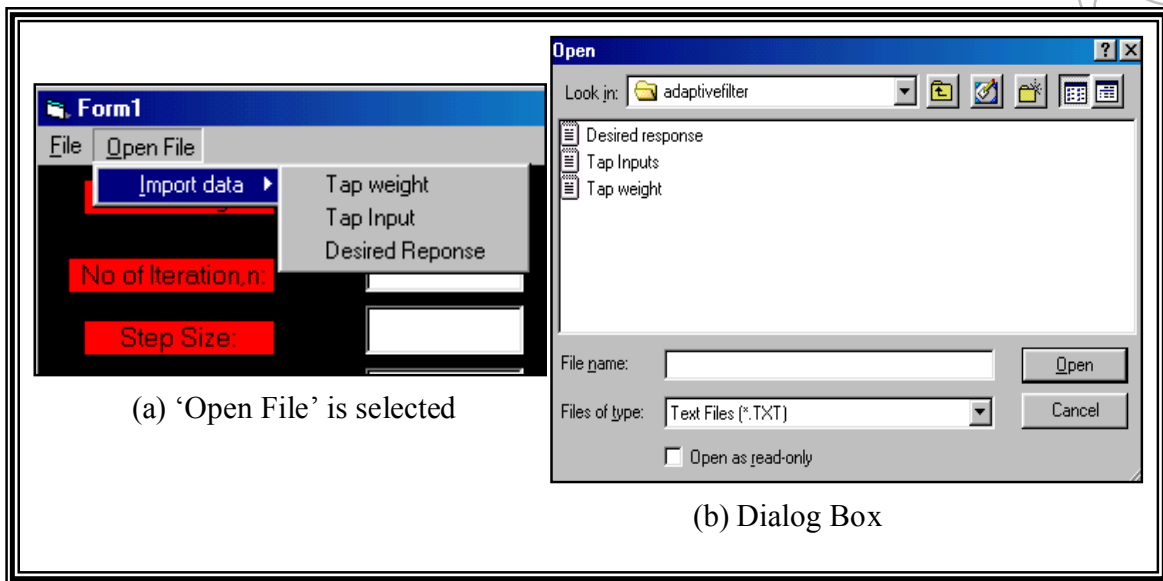 Form1
File Open File
Import data
Tap weight
Tap Input
Desired Reponse
No of Iteration,n:
Step Size:
(a) ‘Open File’ is selected
Open
Look in: adaptivefilter
Desired response
Tap Inputs
Tap weight
File name:
Open
Files of type: Text Files (*.TXT)
Cancel
Open as read-only
(b) Dialog Box